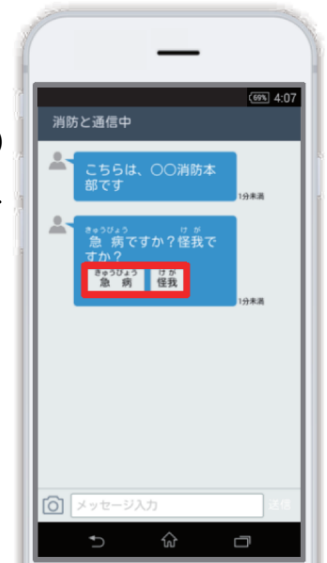 69% 4:07
消防と通信中
こちらは、〇〇消防本
部です
1分未満
きゅうびょう けが
急病ですか?怪我で
すか?
きゅうびょう けが
急病 怪我
1分未満
メッセージ入力 送信